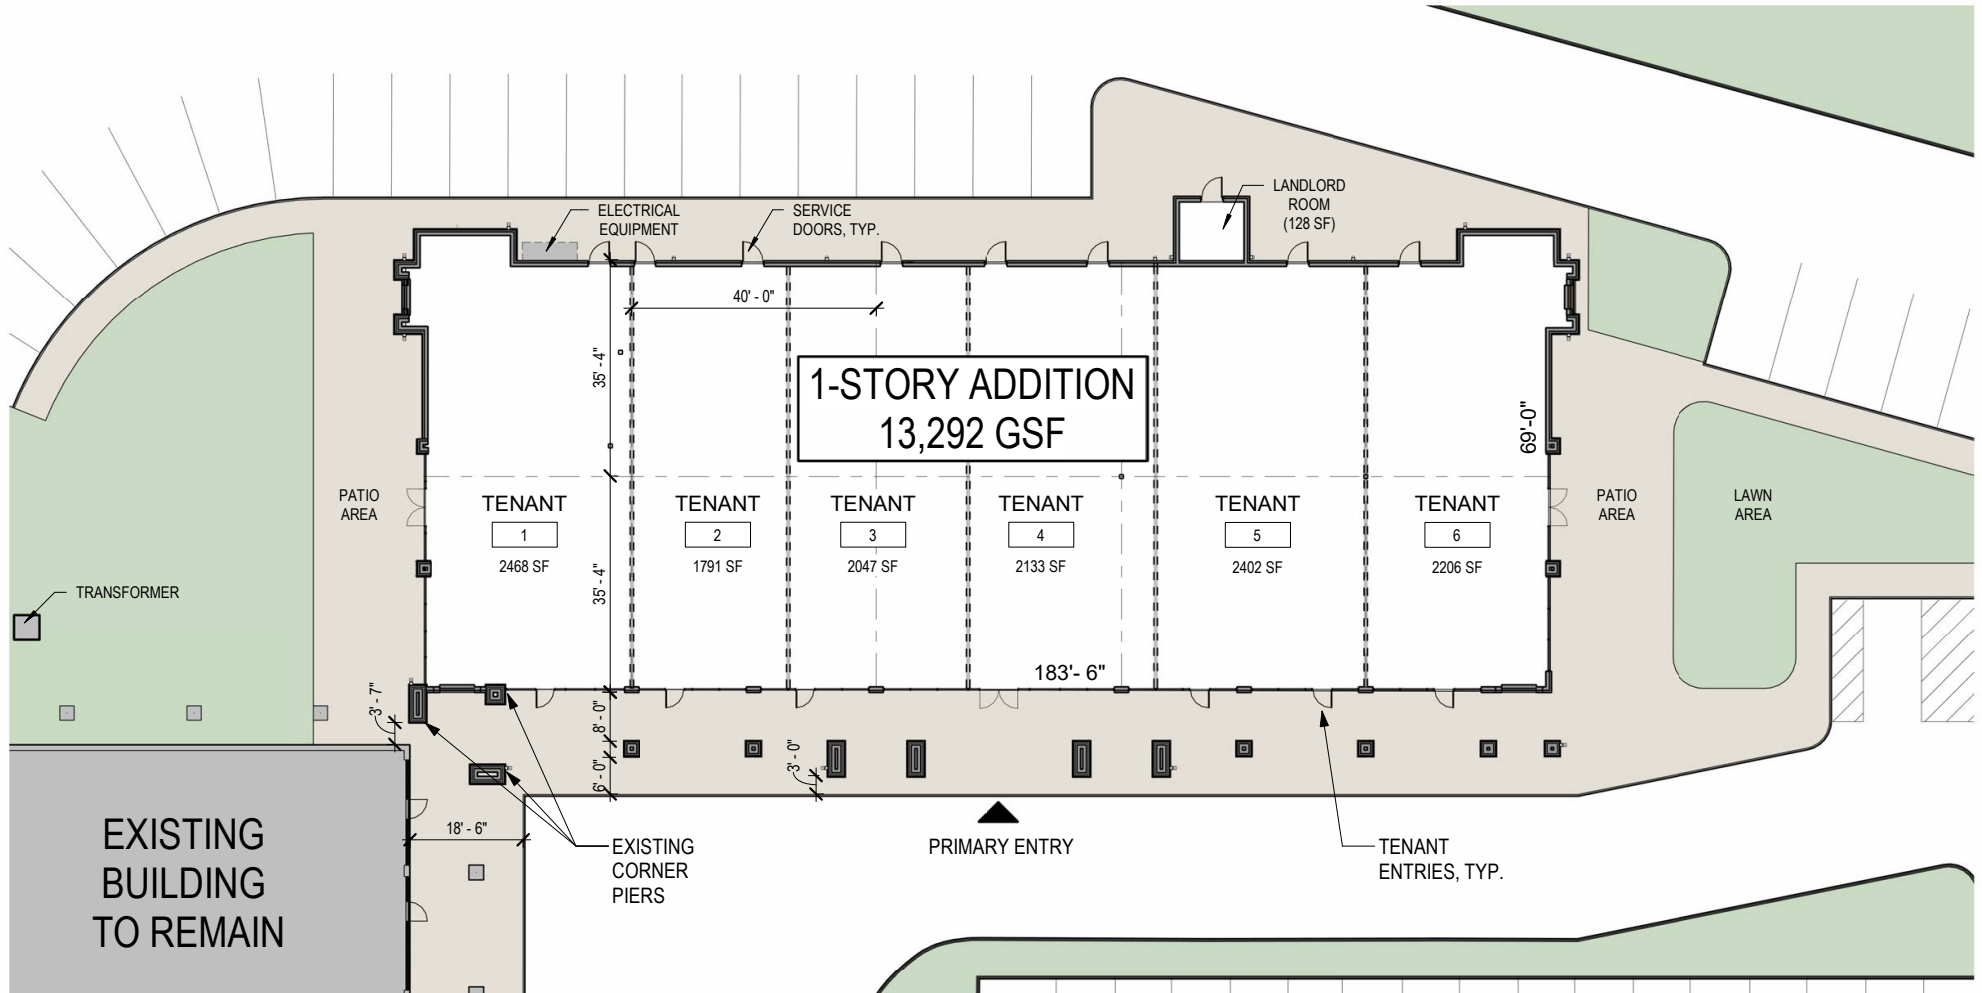 LANDLORD
ROOM
(128 SF)
ELECTRICAL
EQUIPMENT
SERVICE
DOORS, TYP.
40' - 0"
35' - 4"
1-STORY ADDITION
13,292 GSF
69'-0"
PATIO
AREA
TENANT
1
2468 SF
TENANT
2
1791 SF
TENANT
3
2047 SF
TENANT
4
2133 SF
TENANT
5
2402 SF
TENANT
6
2206 SF
PATIO
AREA
LAWN
AREA
35' - 4"
TRANSFORMER
183'- 6"
3' - 7"
8' - 0"
6' - 0"
3' - 0"
18' - 6"
EXISTING
BUILDING
TO REMAIN
EXISTING
CORNER
PIERS
PRIMARY ENTRY
TENANT
ENTRIES, TYP.